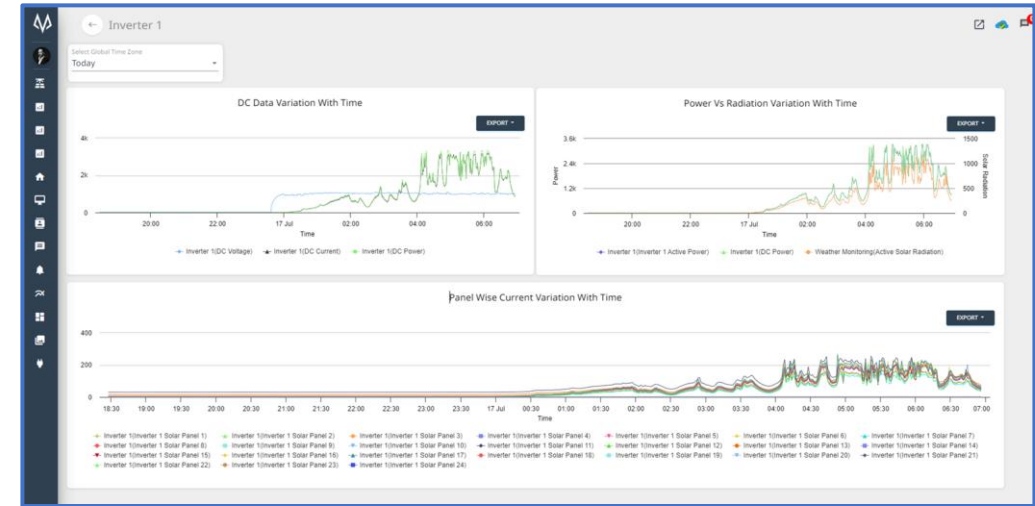 Inverter 1
Select Global Time Zone
Today
DC Data Variation With Time
EXPORT
4k
2k
0
20:00 22:00 17 Jul 02:00 04:00 06:00
Time
Inverter 1(DC Voltage) Inverter 1(DC Current) Inverter 1(DC Power)
Power Vs Radiation Variation With Time
EXPORT
3.6k 1500
2.4k 1000
1.2k 500
0 0
Power
Solar Radiation
20:00 22:00 17 Jul 02:00 04:00 06:00
Time
Inverter 1(Inverter 1 Active Power) Inverter 1(DC Power) Weather Monitoring(Active Solar Radiation)
Panel Wise Current Variation With Time
EXPORT
400
200
0
18:30 19:00 19:30 20:00 20:30 21:00 21:30 22:00 22:30 23:00 23:30 17 Jul 00:30 01:00 01:30 02:00 02:30 03:00 03:30 04:00 04:30 05:00 05:30 06:00 06:30 07:00
Time
Inverter 1(Inverter 1 Solar Panel 1) Inverter 1(Inverter 1 Solar Panel 2) Inverter 1(Inverter 1 Solar Panel 3) Inverter 1(Inverter 1 Solar Panel 4) Inverter 1(Inverter 1 Solar Panel 5) Inverter 1(Inverter 1 Solar Panel 6) Inverter 1(Inverter 1 Solar Panel 7)
Inverter 1(Inverter 1 Solar Panel 8) Inverter 1(Inverter 1 Solar Panel 9) Inverter 1(Inverter 1 Solar Panel 10) Inverter 1(Inverter 1 Solar Panel 11) Inverter 1(Inverter 1 Solar Panel 12) Inverter 1(Inverter 1 Solar Panel 13) Inverter 1(Inverter 1 Solar Panel 14)
Inverter 1(Inverter 1 Solar Panel 15) Inverter 1(Inverter 1 Solar Panel 16) Inverter 1(Inverter 1 Solar Panel 17) Inverter 1(Inverter 1 Solar Panel 18) Inverter 1(Inverter 1 Solar Panel 19) Inverter 1(Inverter 1 Solar Panel 20) Inverter 1(Inverter 1 Solar Panel 21)
Inverter 1(Inverter 1 Solar Panel 22) Inverter 1(Inverter 1 Solar Panel 23) Inverter 1(Inverter 1 Solar Panel 24)